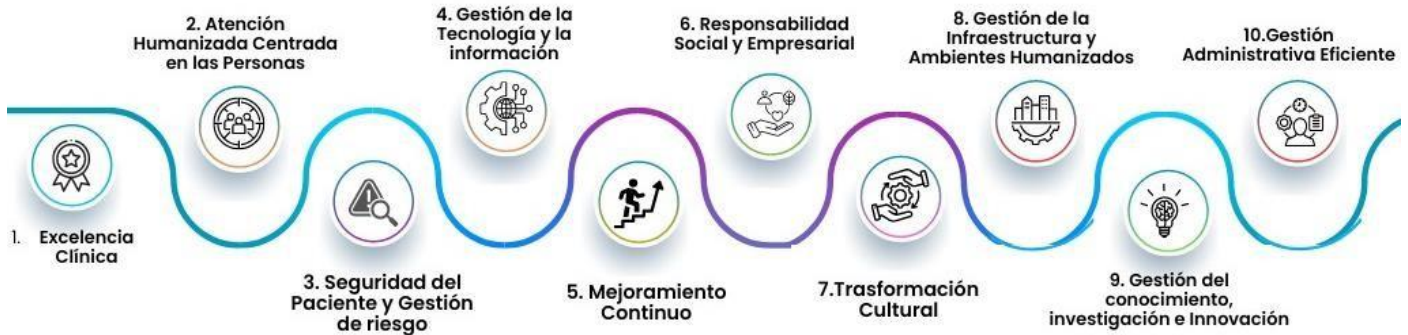 1. Excelencia
Clínica
2. Atención
Humanizada Centrada
en las Personas
3. Seguridad del
Paciente y Gestión
de riesgo
4. Gestión de la
Tecnología y la
información
5. Mejoramiento
Continuo
6. Responsabilidad
Social y Empresarial
7.Trasformación
Cultural
8. Gestión de la
Infraestructura y
Ambientes Humanizados
9. Gestión del
conocimiento,
investigación e Innovación
10.Gestión
Administrativa Eficiente